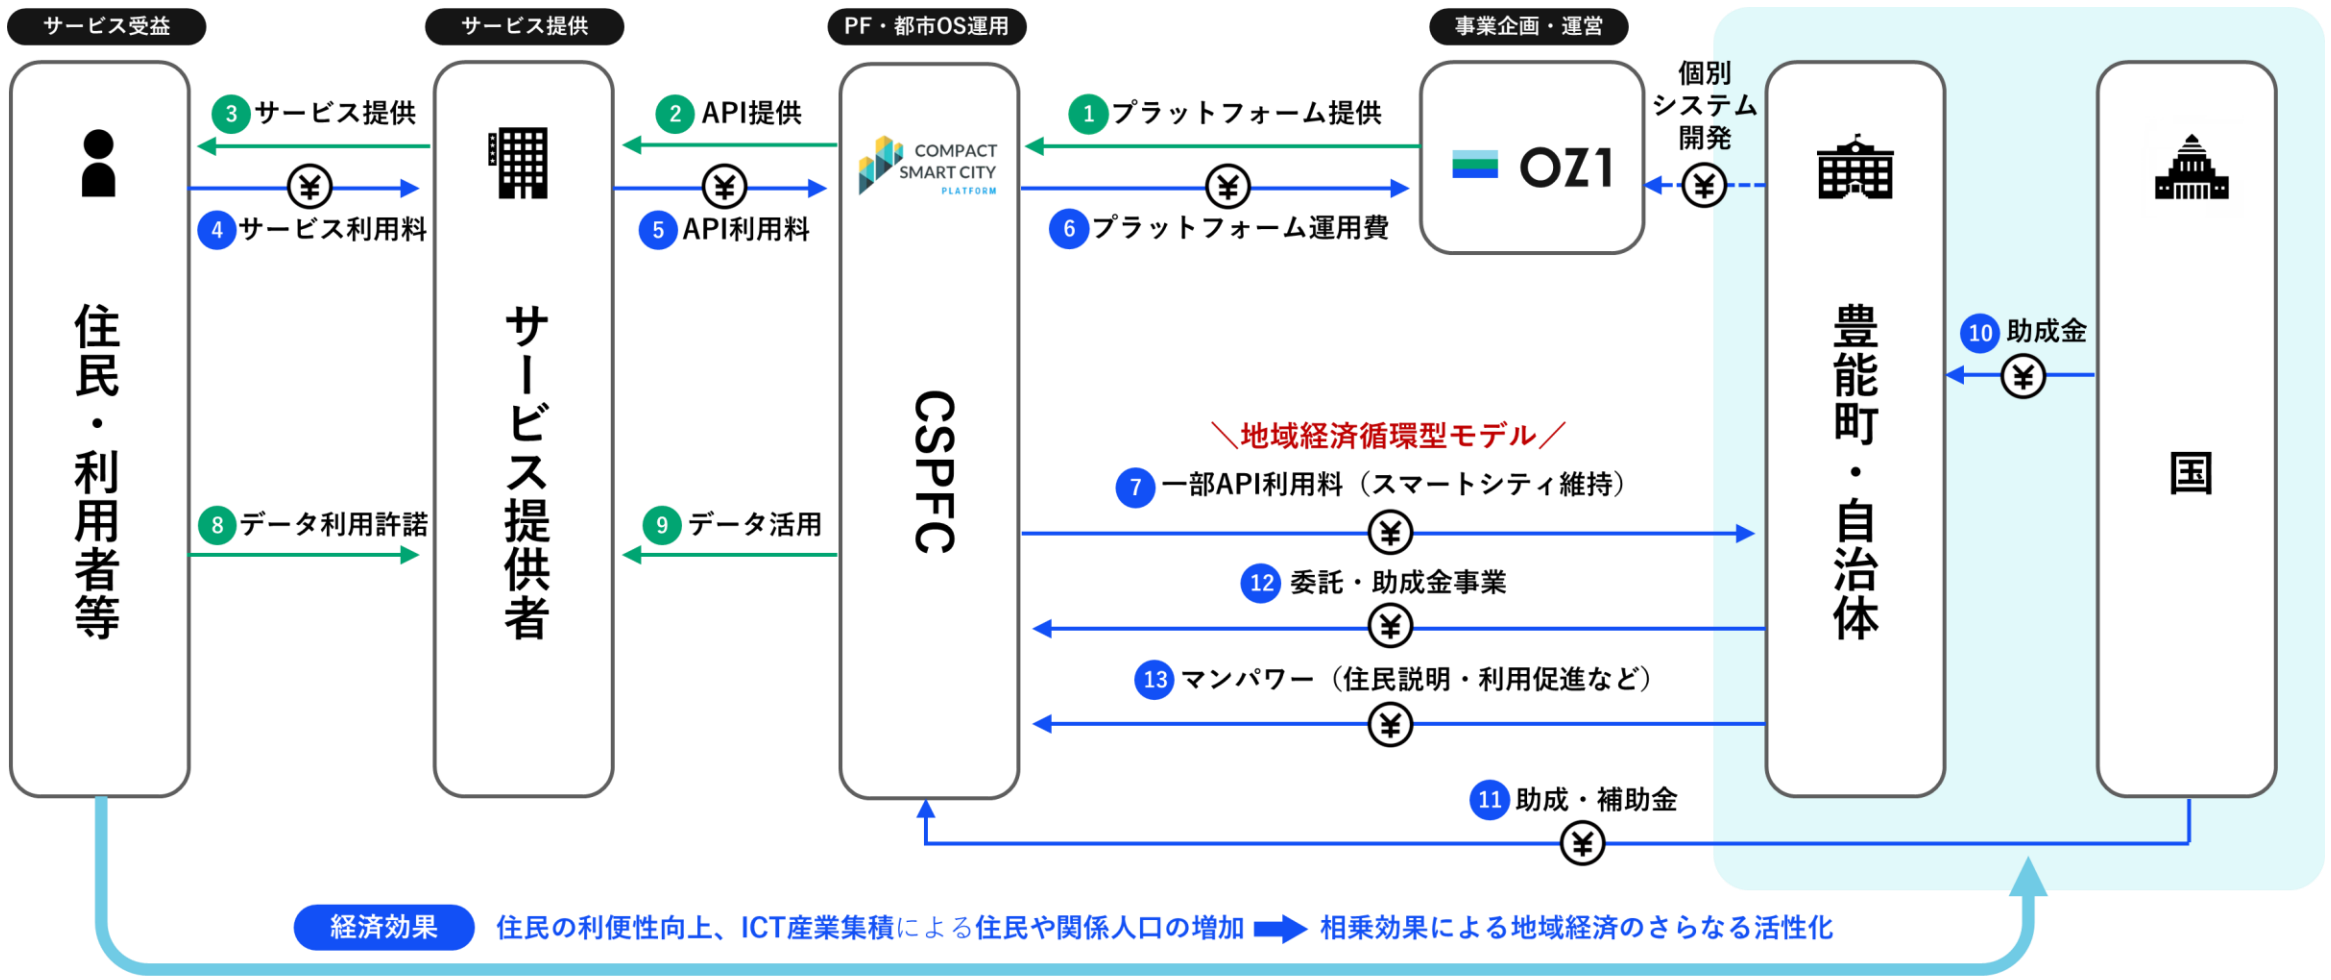 サービス受益
サービス提供
PF・都市OS運用
事業企画・運営
3 サービス提供
¥
4 サービス利用料
2 API提供
¥
5 API利用料
COMPACT
SMART CITY
PLATFORM
1 プラットフォーム提供
¥
6 プラットフォーム運用費
OZ1
個別
システム
開発
¥
住民・利用者等
サービス提供者
CSPFC
豊能町・自治体
国
10 助成金
¥
8 データ利用許諾
9 データ活用
＼地域経済循環型モデル／
7 一部API利用料（スマートシティ維持）
¥
12 委託・助成金事業
¥
13 マンパワー（住民説明・利用促進など）
¥
11 助成・補助金
¥
経済効果 住民の利便性向上、ICT産業集積による住民や関係人口の増加 ➡ 相乗効果による地域経済のさらなる活性化